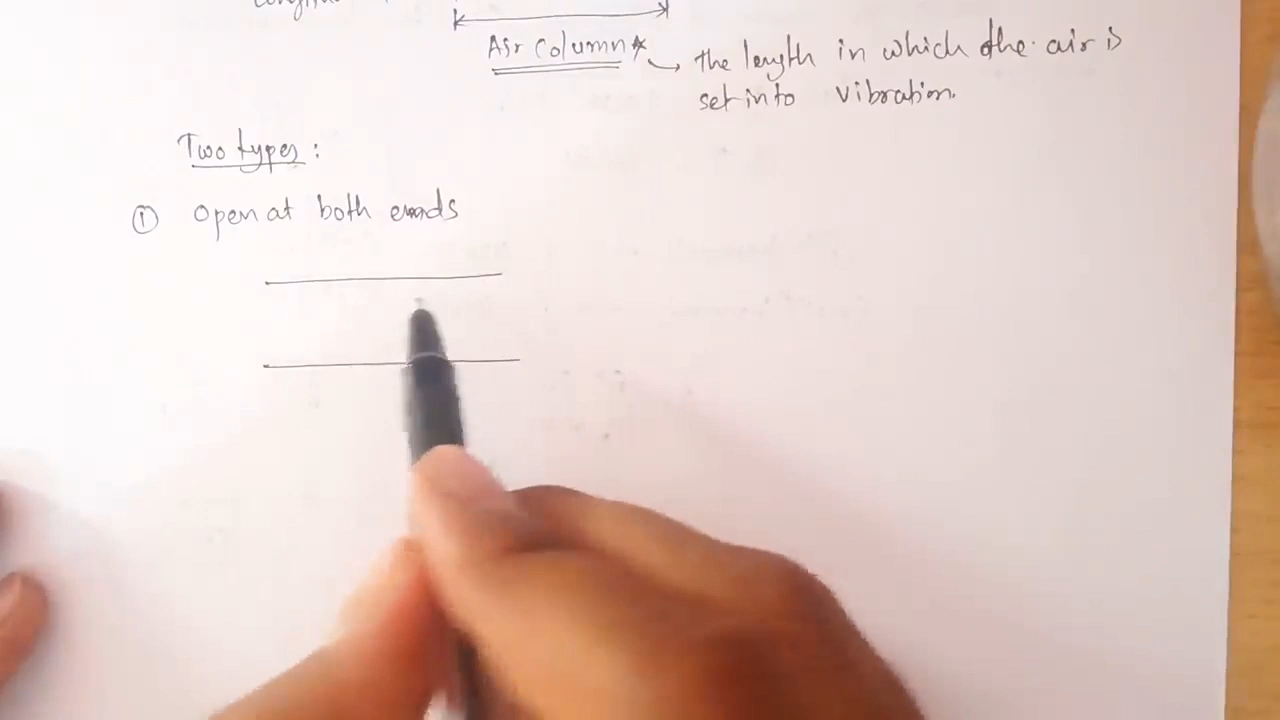 Air Column* the length in which the air is
set into vibration.
Two types:
① Open at both ends